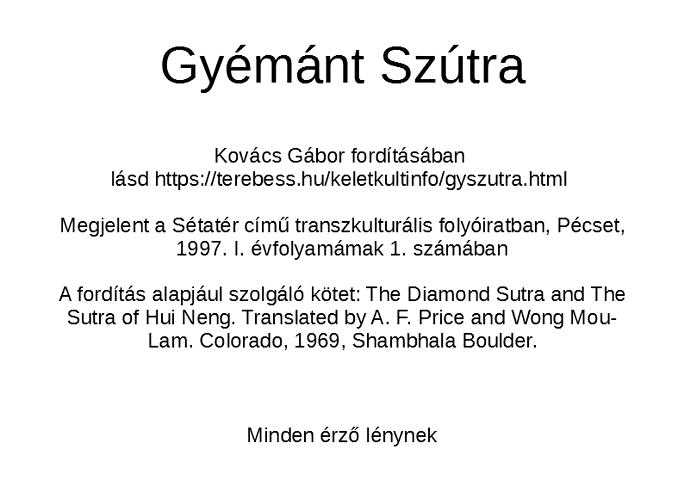 Gyémánt Szútra
Kovács Gábor fordításában
lásd https://terebess.hu/keletkultinfo/gyszutra.html
Megjelent a Sétatér című transzkulturális folyóiratban, Pécset,
1997. I. évfolyamámak 1. számában
A fordítás alapjául szolgáló kötet: The Diamond Sutra and The
Sutra of Hui Neng. Translated by A. F. Price and Wong Mou-
Lam. Colorado, 1969, Shambhala Boulder.
Minden érző lénynek